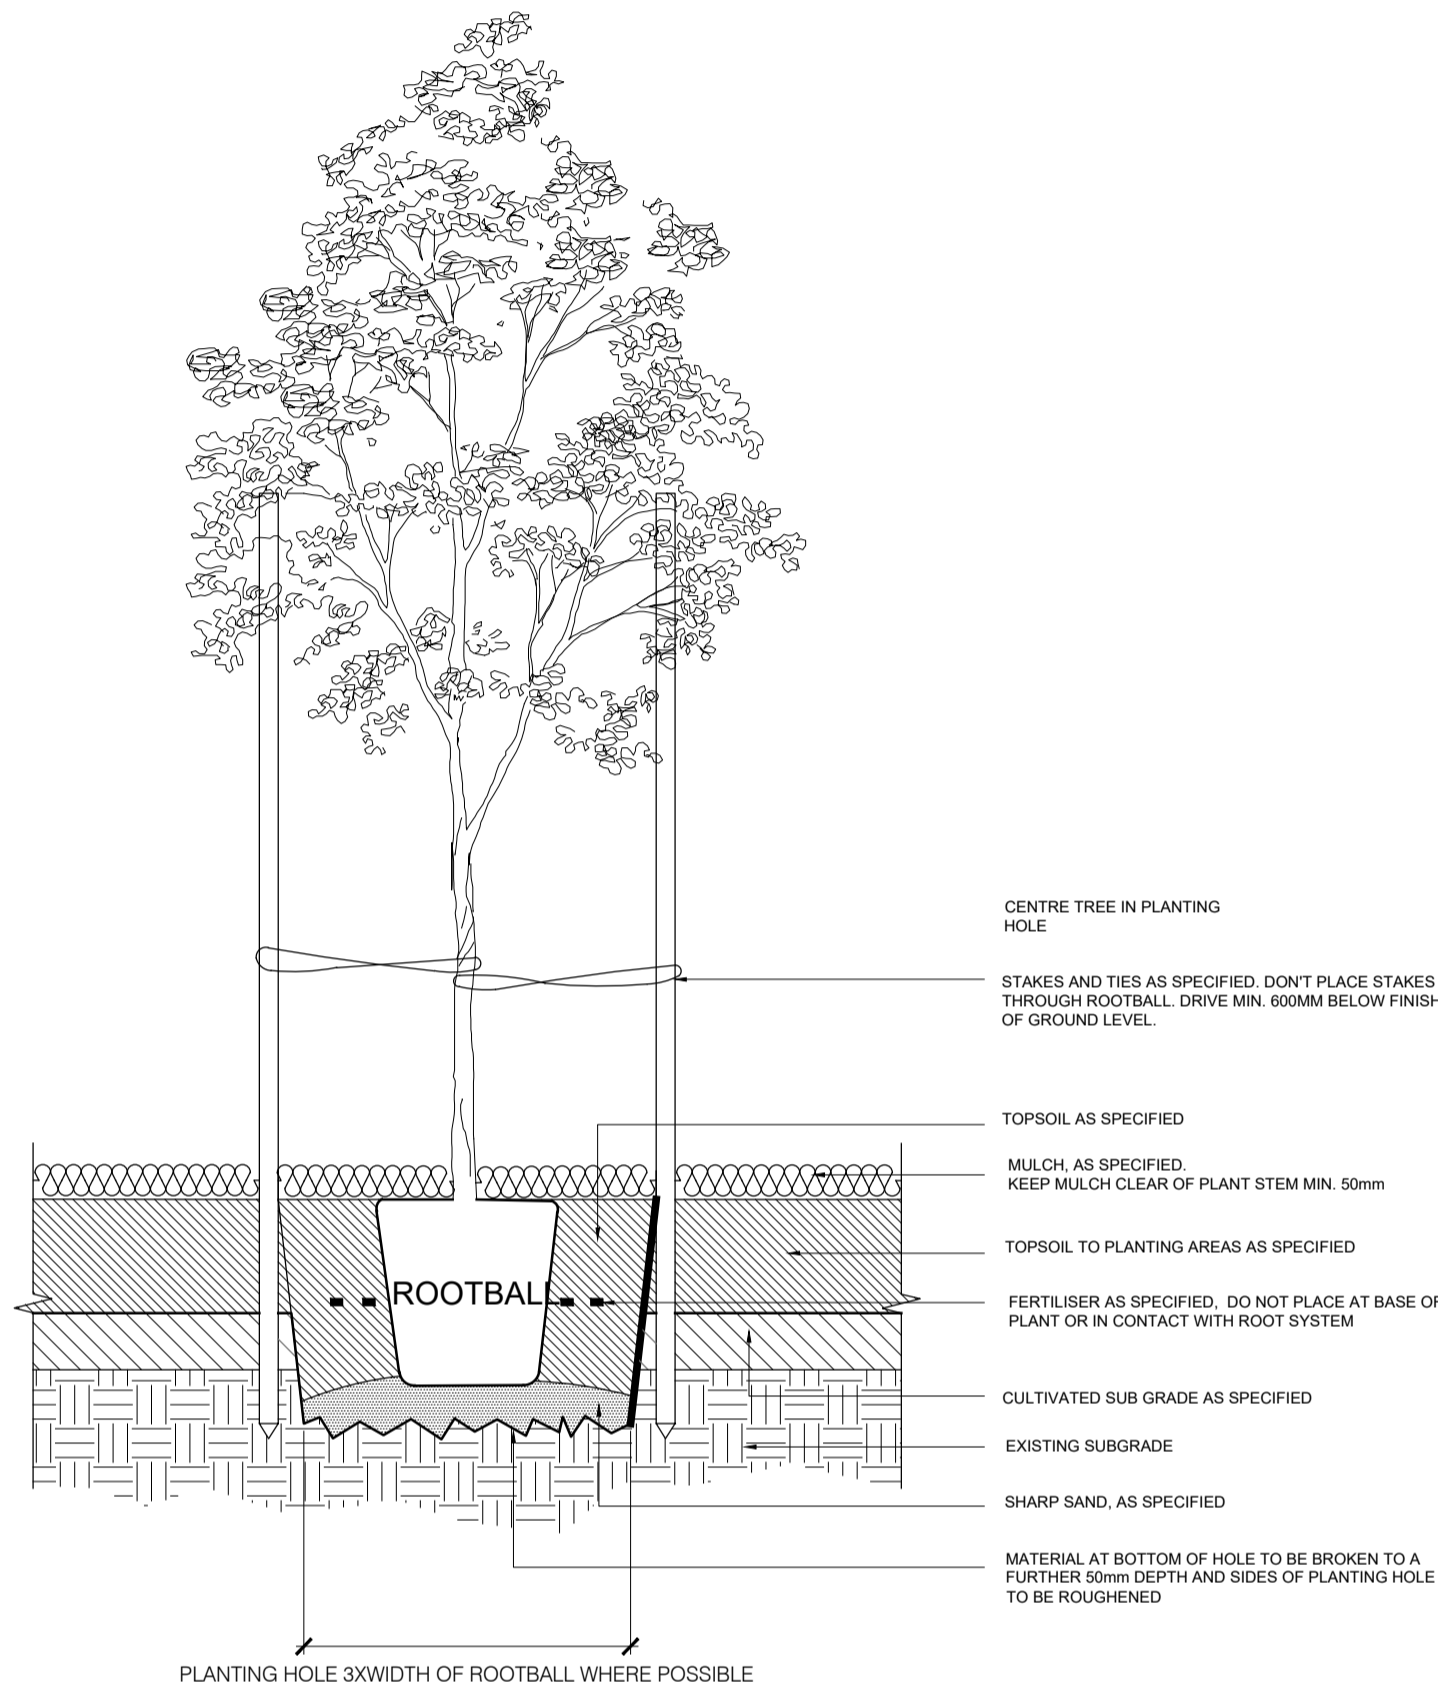 CENTRE TREE IN PLANTING
HOLE
STAKES AND TIES AS SPECIFIED. DON'T PLACE STAKES
THROUGH ROOTBALL. DRIVE MIN. 600MM BELOW FINISH
OF GROUND LEVEL.
TOPSOIL AS SPECIFIED
MULCH, AS SPECIFIED.
KEEP MULCH CLEAR OF PLANT STEM MIN. 50mm
TOPSOIL TO PLANTING AREAS AS SPECIFIED
ROOTBALL
FERTILISER AS SPECIFIED, DO NOT PLACE AT BASE OF
PLANT OR IN CONTACT WITH ROOT SYSTEM
CULTIVATED SUB GRADE AS SPECIFIED
EXISTING SUBGRADE
SHARP SAND, AS SPECIFIED
MATERIAL AT BOTTOM OF HOLE TO BE BROKEN TO A
FURTHER 50mm DEPTH AND SIDES OF PLANTING HOLE
TO BE ROUGHENED
PLANTING HOLE 3XWIDTH OF ROOTBALL WHERE POSSIBLE